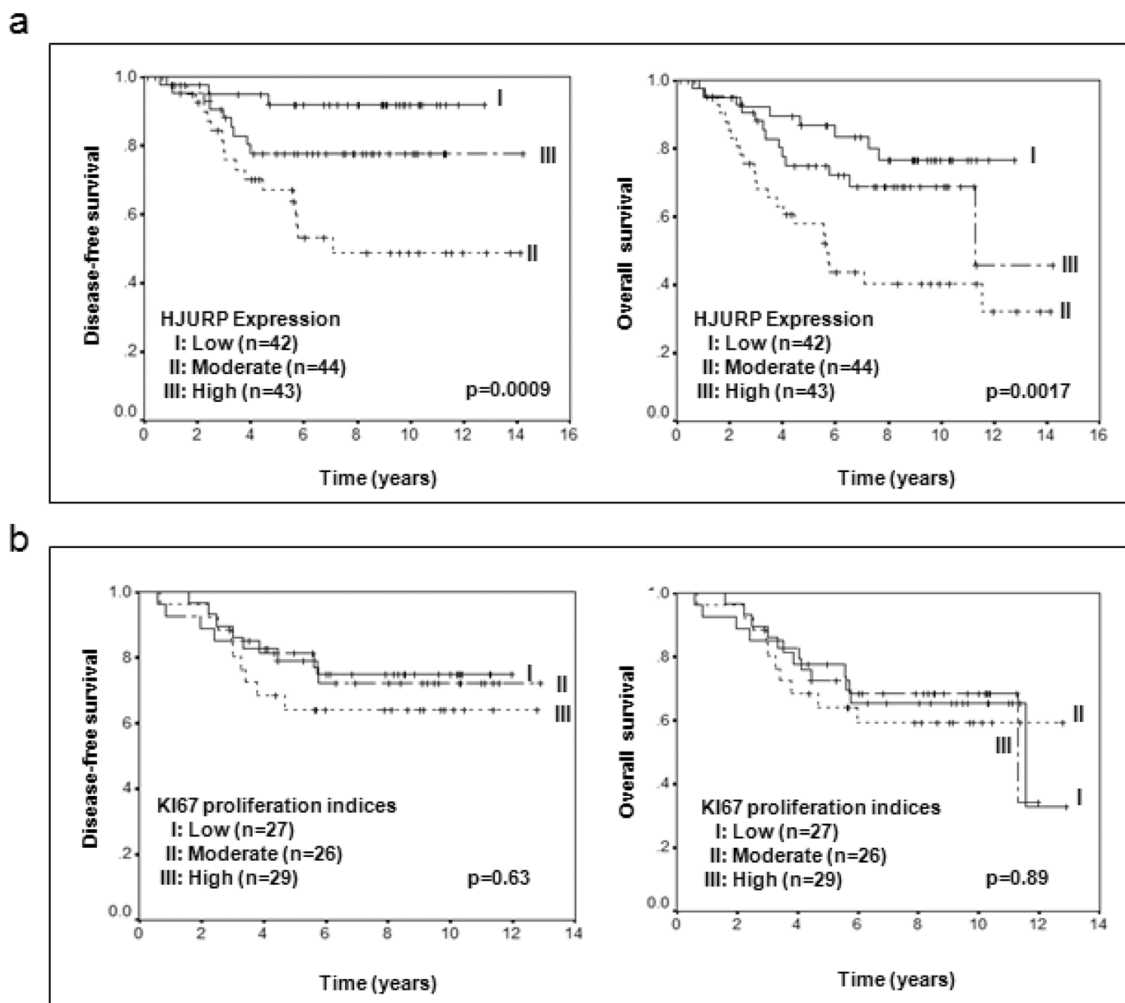 a
Disease-free survival
1.0
.8
.6
.4
.2
0.0
I
III
II
HJURP Expression
I: Low (n=42)
II: Moderate (n=44)
III: High (n=43)
p=0.0009
0 2 4 6 8 10 12 14 16
Time (years)
Overall survival
1.0
.8
.6
.4
.2
0.0
I
III
II
HJURP Expression
I: Low (n=42)
II: Moderate (n=44)
III: High (n=43)
p=0.0017
0 2 4 6 8 10 12 14 16
Time (years)
b
Disease-free survival
1.0
.8
.6
.4
.2
0.0
I
II
III
KI67 proliferation indices
I: Low (n=27)
II: Moderate (n=26)
III: High (n=29)
p=0.63
2 4 6 8 10 12 14
Time (years)
Overall survival
1.0
.8
.6
.4
.2
0.0
II
III
I
KI67 proliferation indices
I: Low (n=27)
II: Moderate (n=26)
III: High (n=29)
p=0.89
0 2 4 6 8 10 12 14
Time (years)